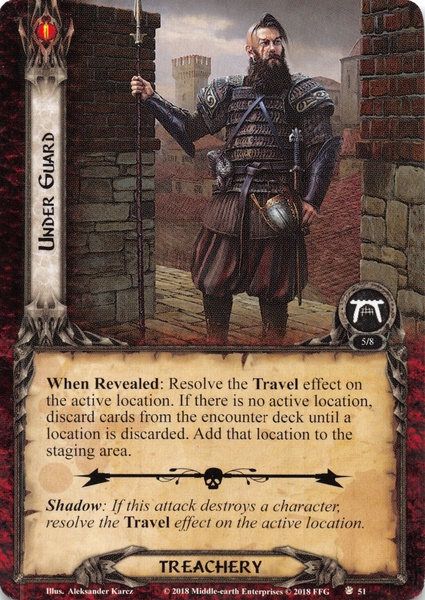 UNDER GUARD
5/8
When Revealed: Resolve the Travel effect on
the active location. If there is no active location,
discard cards from the encounter deck until a
location is discarded. Add that location to the
staging area.
Shadow: If this attack destroys a character,
resolve the Travel effect on the active location.
TREACHERY
Illus. Aleksander Karcz © 2018 Middle-earth Enterprises © 2018 FFG 51